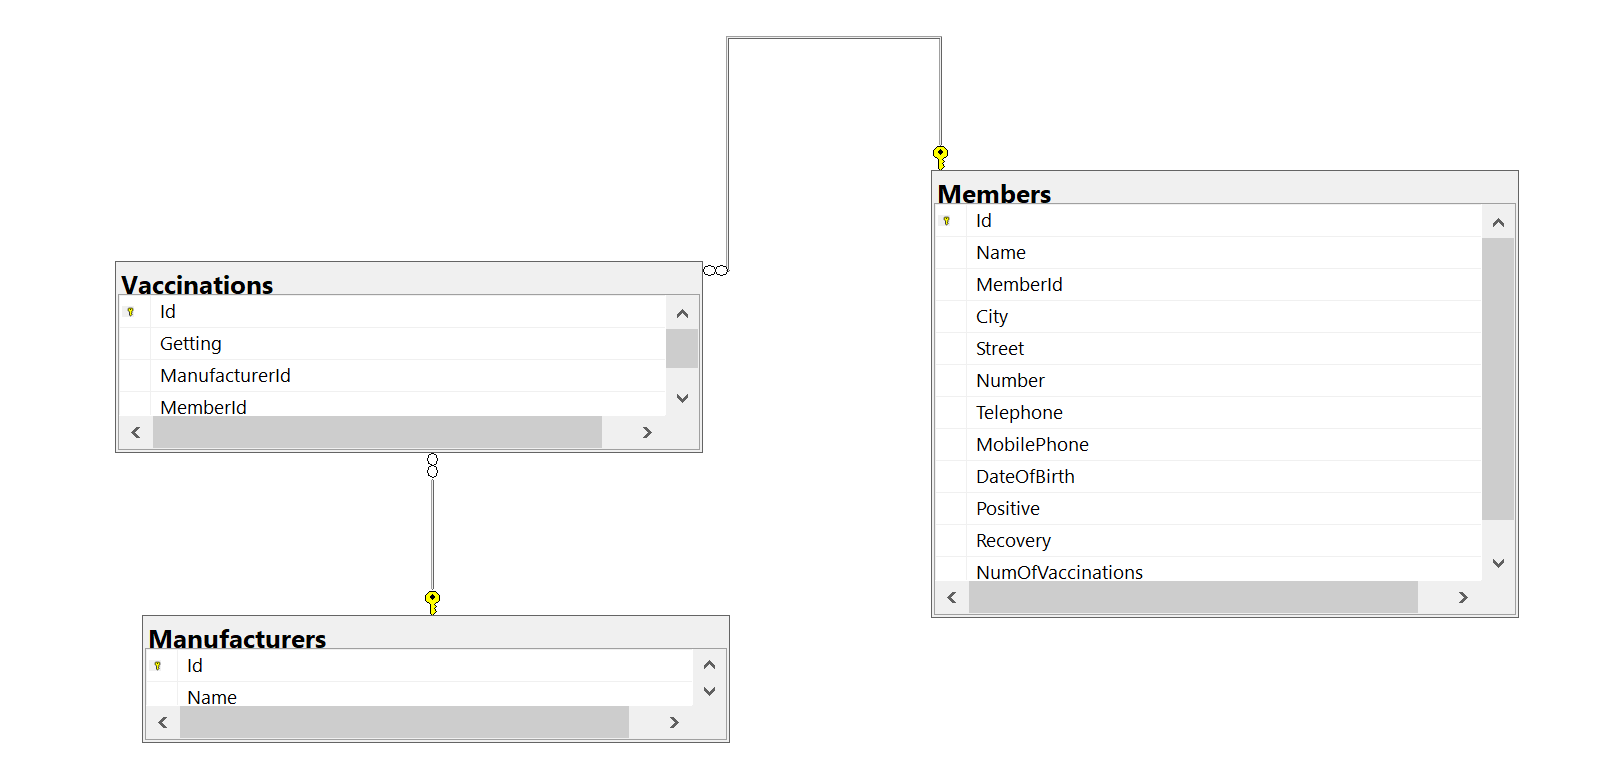 Vaccinations
Id
Getting
ManufacturerId
MemberId
Members
Id
Name
MemberId
City
Street
Number
Telephone
MobilePhone
DateOfBirth
Positive
Recovery
NumOfVaccinations
Manufacturers
Id
Name